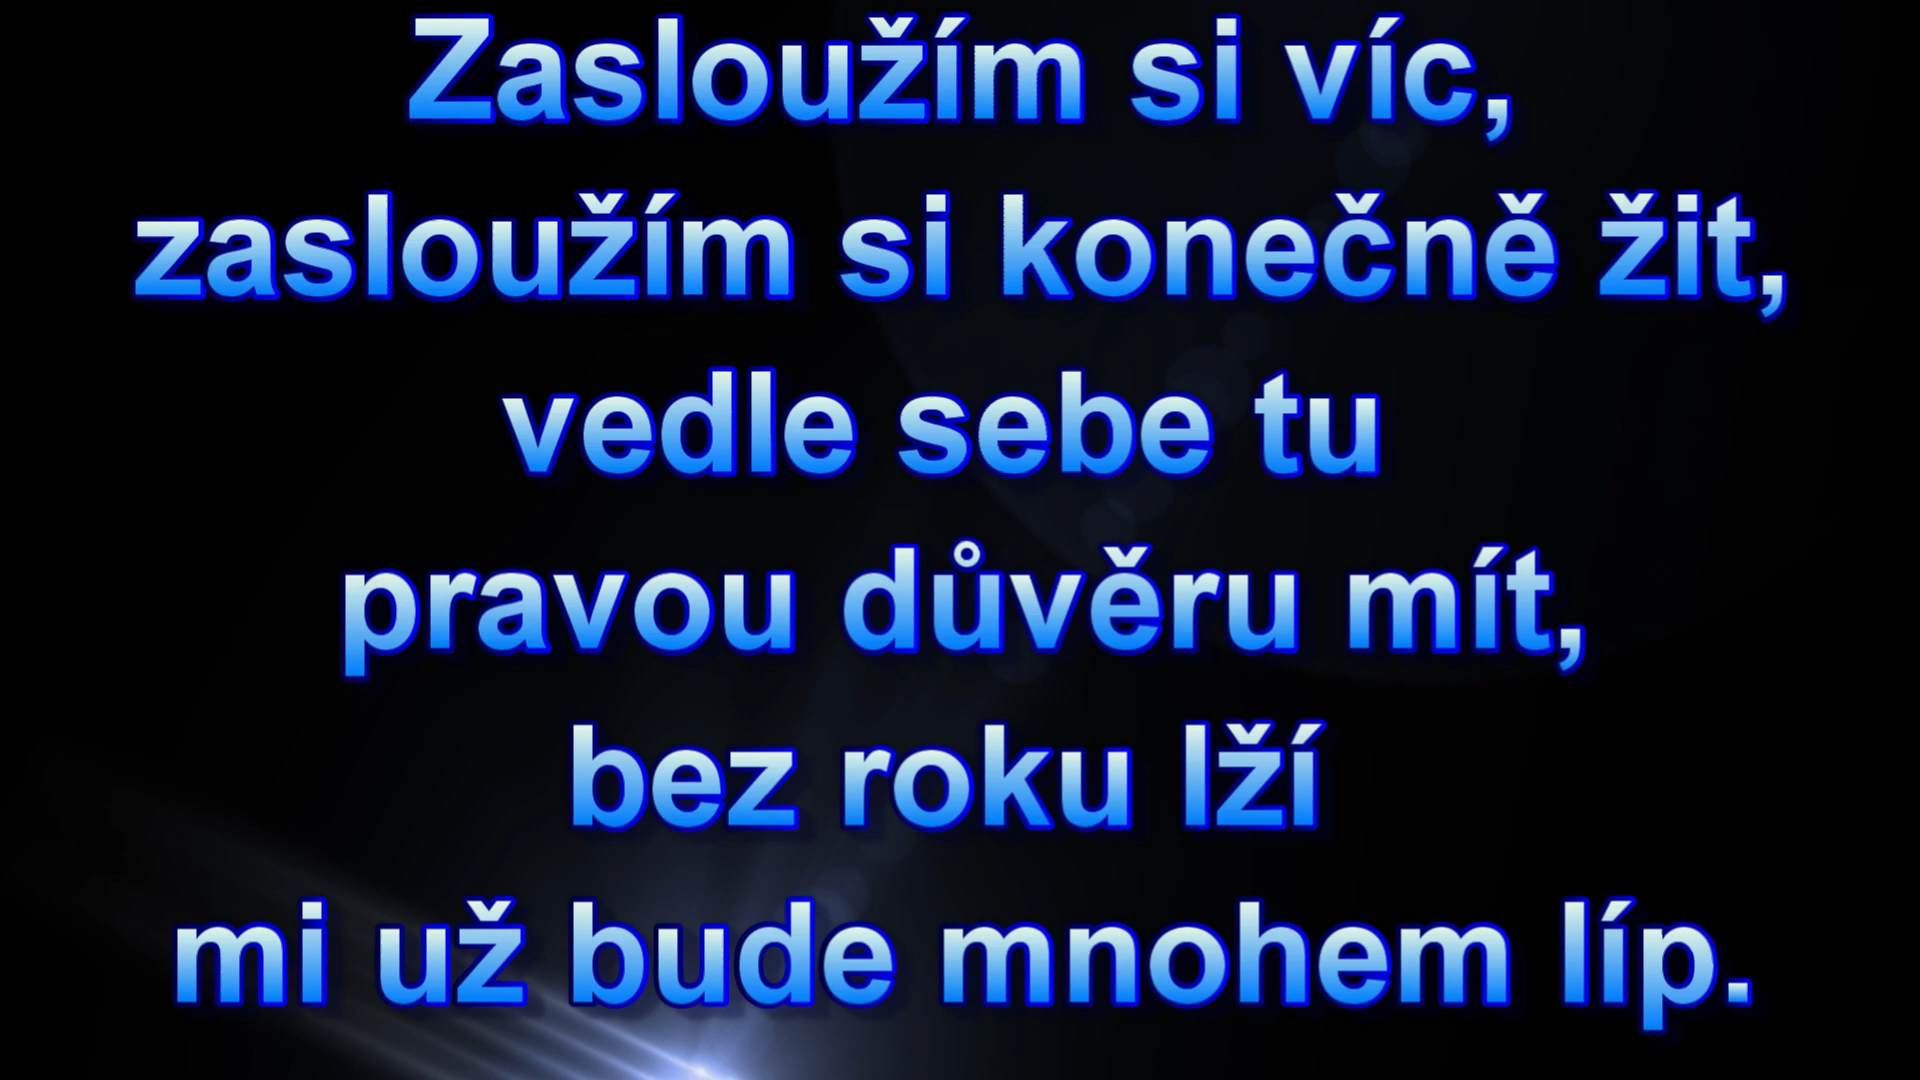 Zasloužím si víc,
zasloužím si konečně žit,
vedle sebe tu
pravou důvěru mít,
bez roku lží
mi už bude mnohem líp.